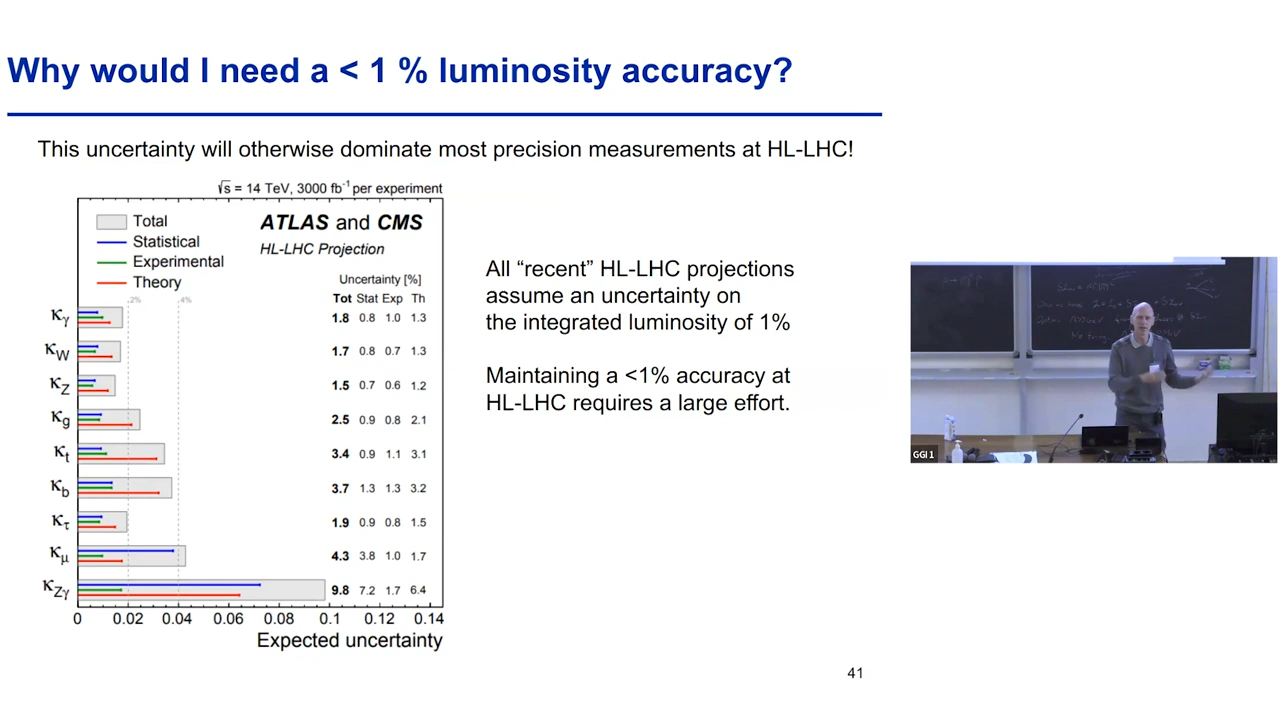 Why would I need a < 1 % luminosity accuracy?
This uncertainty will otherwise dominate most precision measurements at HL-LHC!
√s = 14 TeV, 3000 fb⁻¹ per experiment
Total
Statistical
Experimental
Theory
ATLAS and CMS
HL-LHC Projection
Uncertainty [%]
Tot Stat Exp Th
2% 4%
κγ 1.8 0.8 1.0 1.3
κW 1.7 0.8 0.7 1.3
κZ 1.5 0.7 0.6 1.2
κg 2.5 0.9 0.8 2.1
κt 3.4 0.9 1.1 3.1
κb 3.7 1.3 1.3 3.2
κτ 1.9 0.9 0.8 1.5
κμ 4.3 3.8 1.0 1.7
κZγ 9.8 7.2 1.7 6.4
0 0.02 0.04 0.06 0.08 0.1 0.12 0.14
Expected uncertainty
All “recent” HL-LHC projections
assume an uncertainty on
the integrated luminosity of 1%
Maintaining a <1% accuracy at
HL-LHC requires a large effort.
GGI 1
41